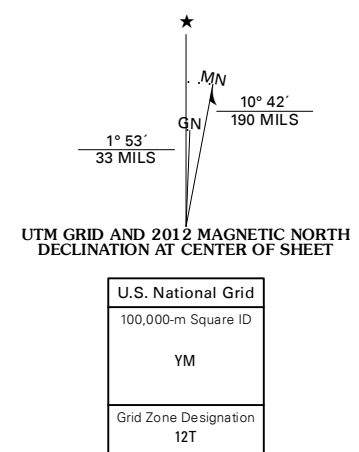 ★
MN
GN
10° 42´
190 MILS
1° 53´
33 MILS
UTM GRID AND 2012 MAGNETIC NORTH
DECLINATION AT CENTER OF SHEET
U.S. National Grid
100,000-m Square ID
YM
Grid Zone Designation
12T